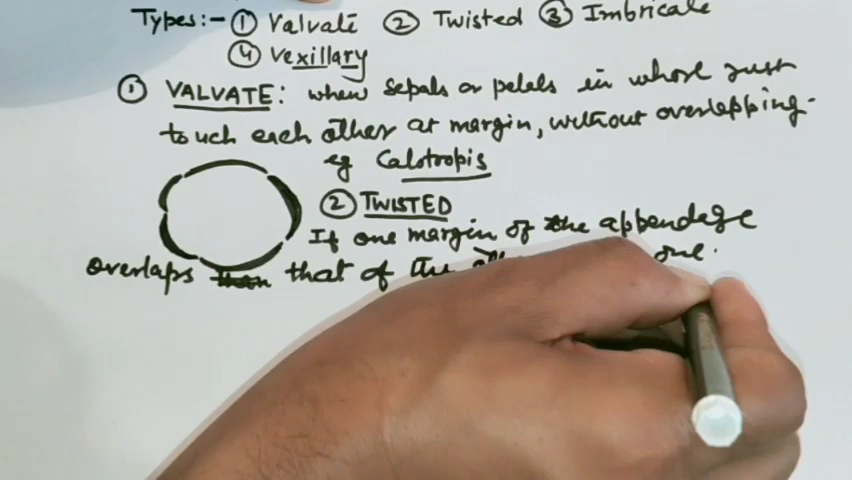 Types:- ① Valvate ② Twisted ③ Imbricate
④ Vexillary
① VALVATE: when sepals or petals in whorl just
touch each other at margin, without overlapping.
eg Calotropis
② TWISTED
If one margin of the appendage
overlaps that of the one.